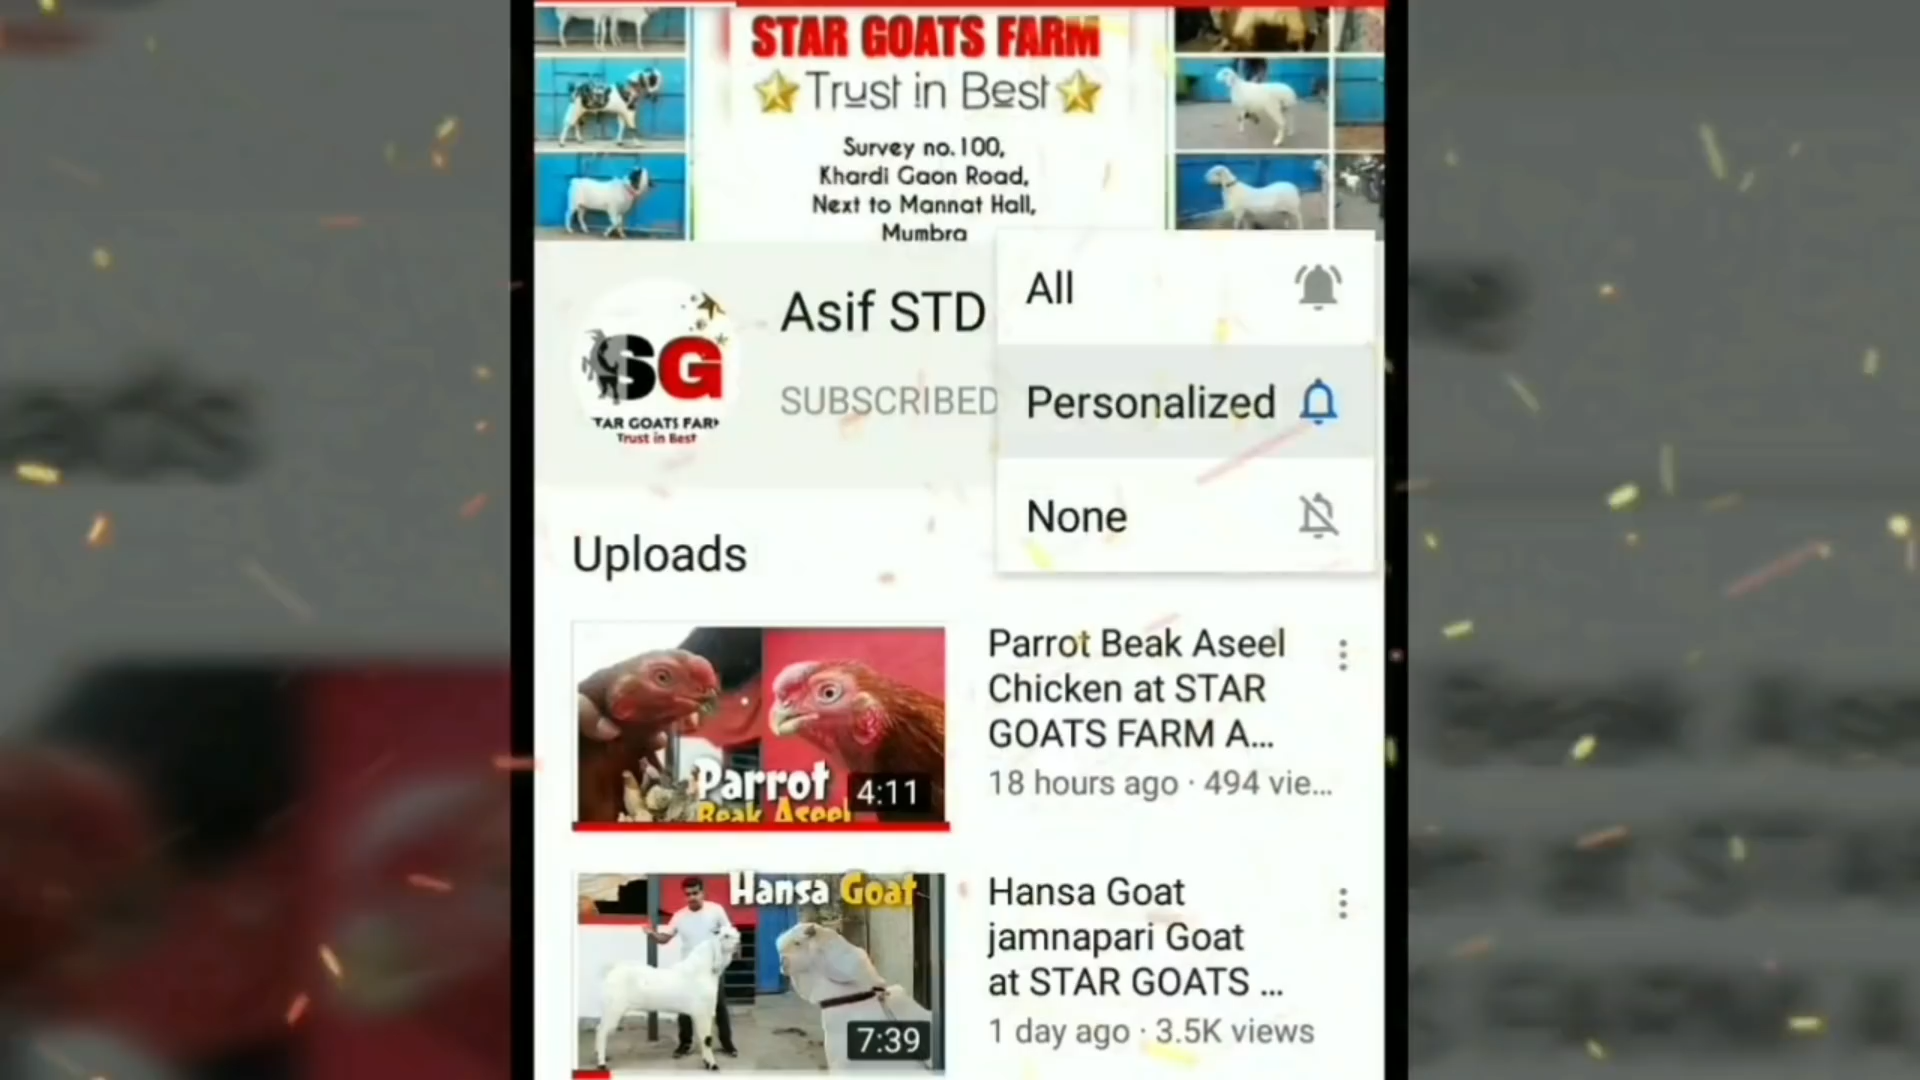 STAR GOATS FARM
Trust in Best
Survey no.100,
Khardi Gaon Road,
Next to Mannat Hall,
Mumbra
Asif STD
SUBSCRIBED
All
Personalized
None
SG
TAR GOATS FAR
Trust in Best
Uploads
Parrot
Beak Aseel
4:11
Parrot Beak Aseel
Chicken at STAR
GOATS FARM A...
18 hours ago · 494 vie...
Hansa Goat
7:39
Hansa Goat
jamnapari Goat
at STAR GOATS ...
1 day ago · 3.5K views